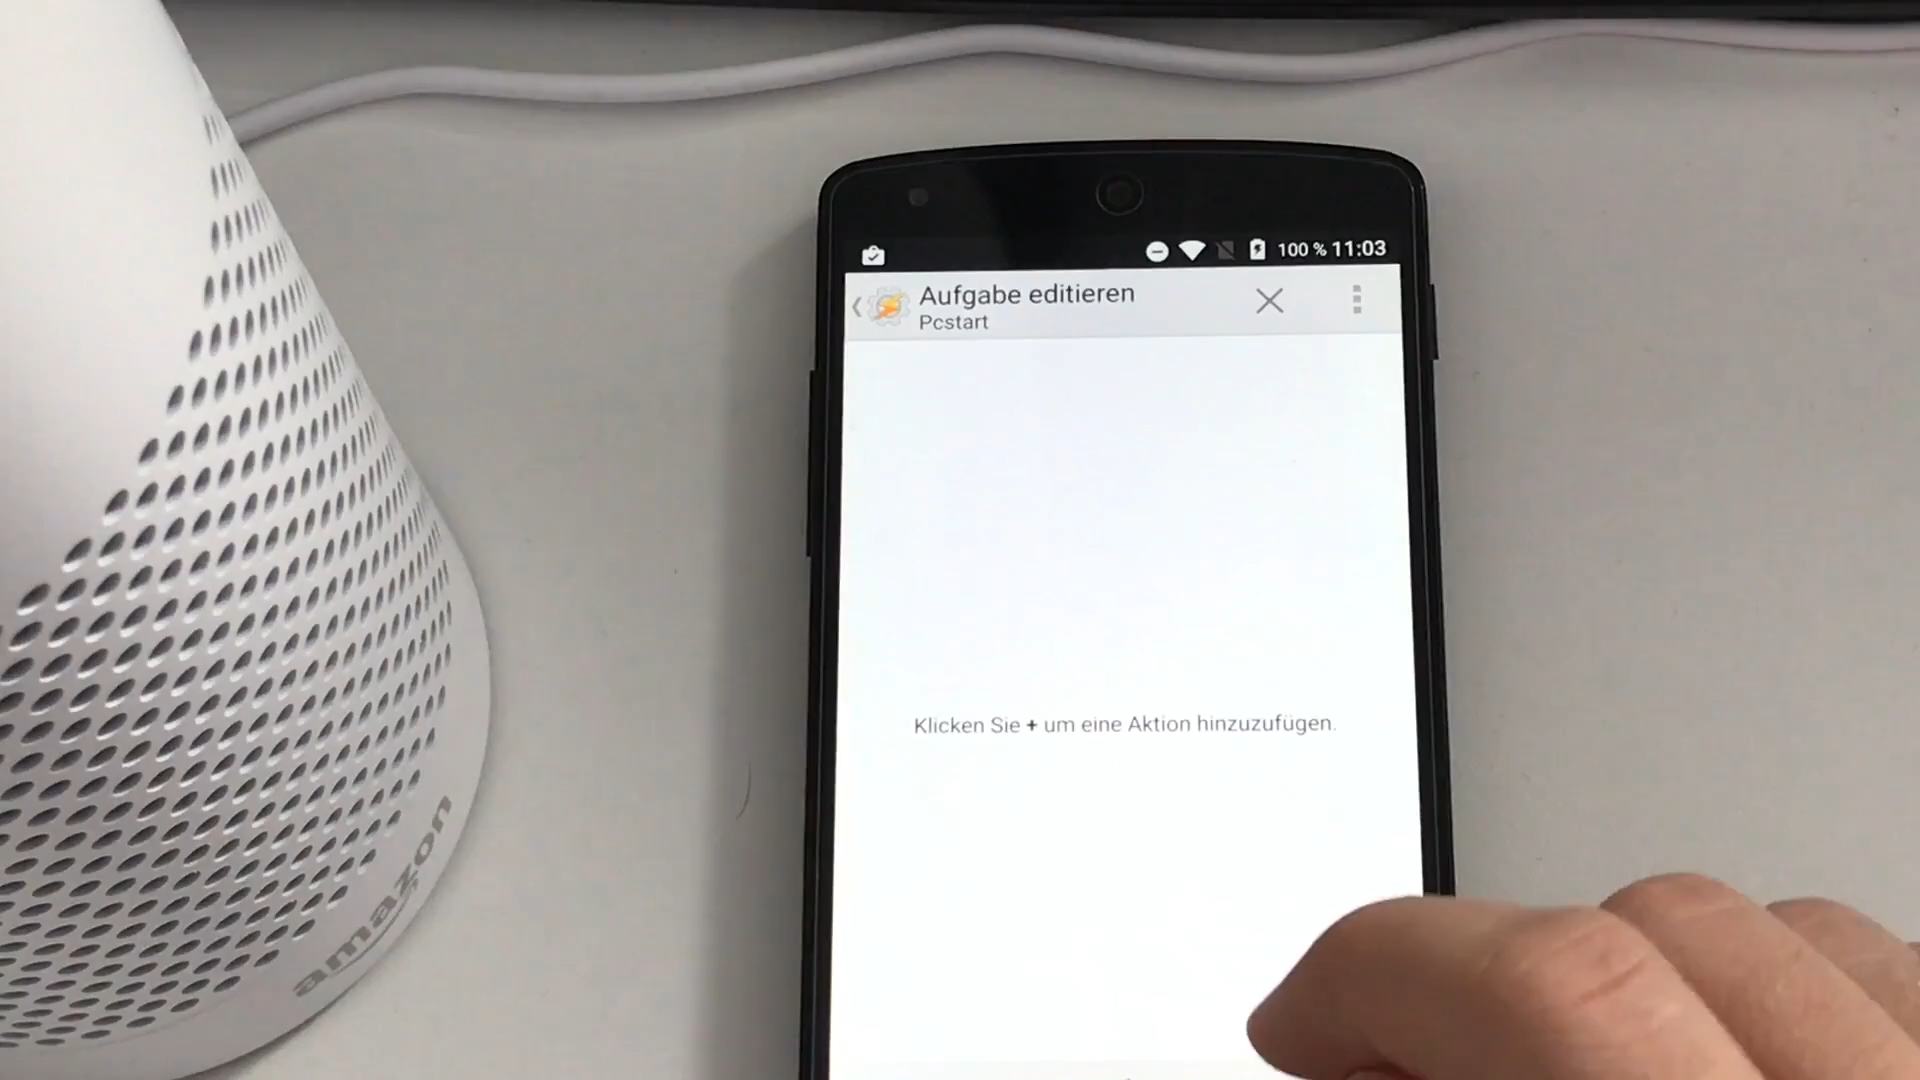 100 % 11:03
Aufgabe editieren
Pcstart
Klicken Sie + um eine Aktion hinzuzufügen.
amazon